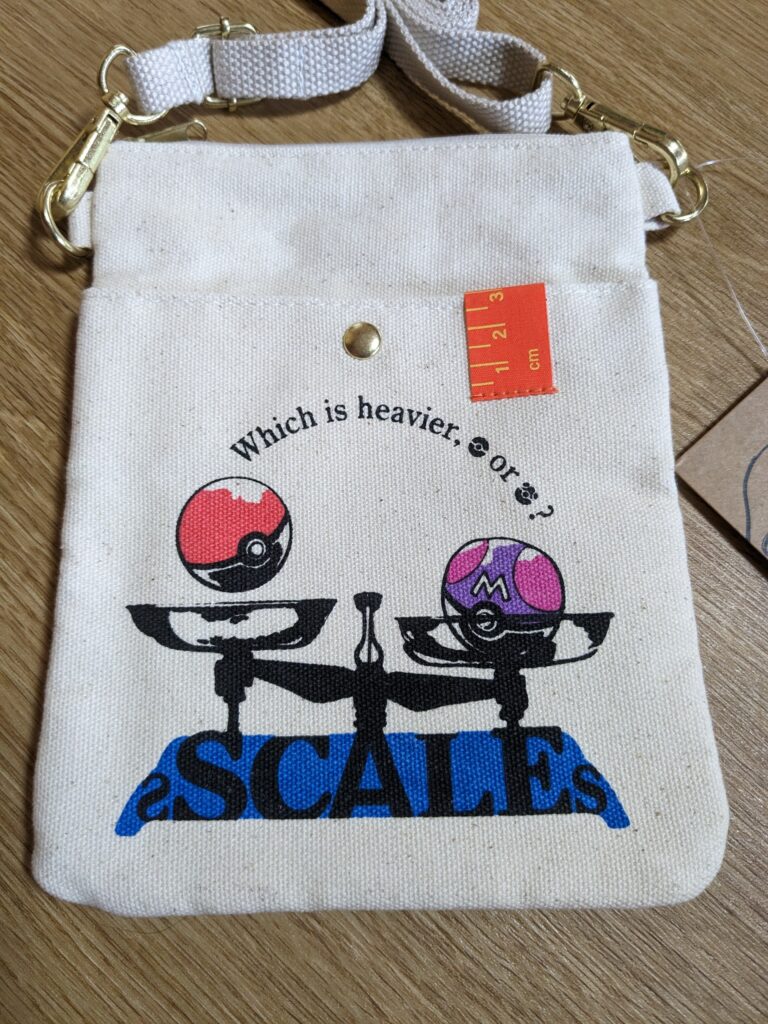 1 2 3
cm
Which is heavier, or ?
M
SSCALES